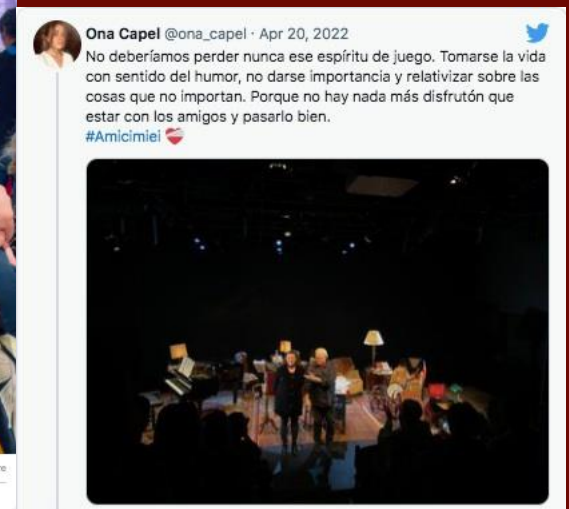 Ona Capel @ona_capel · Apr 20, 2022
No deberíamos perder nunca ese espíritu de juego. Tomarse la vida
con sentido del humor, no darse importancia y relativizar sobre las
cosas que no importan. Porque no hay nada más disfrutón que
estar con los amigos y pasarlo bien.
#Amicimiei